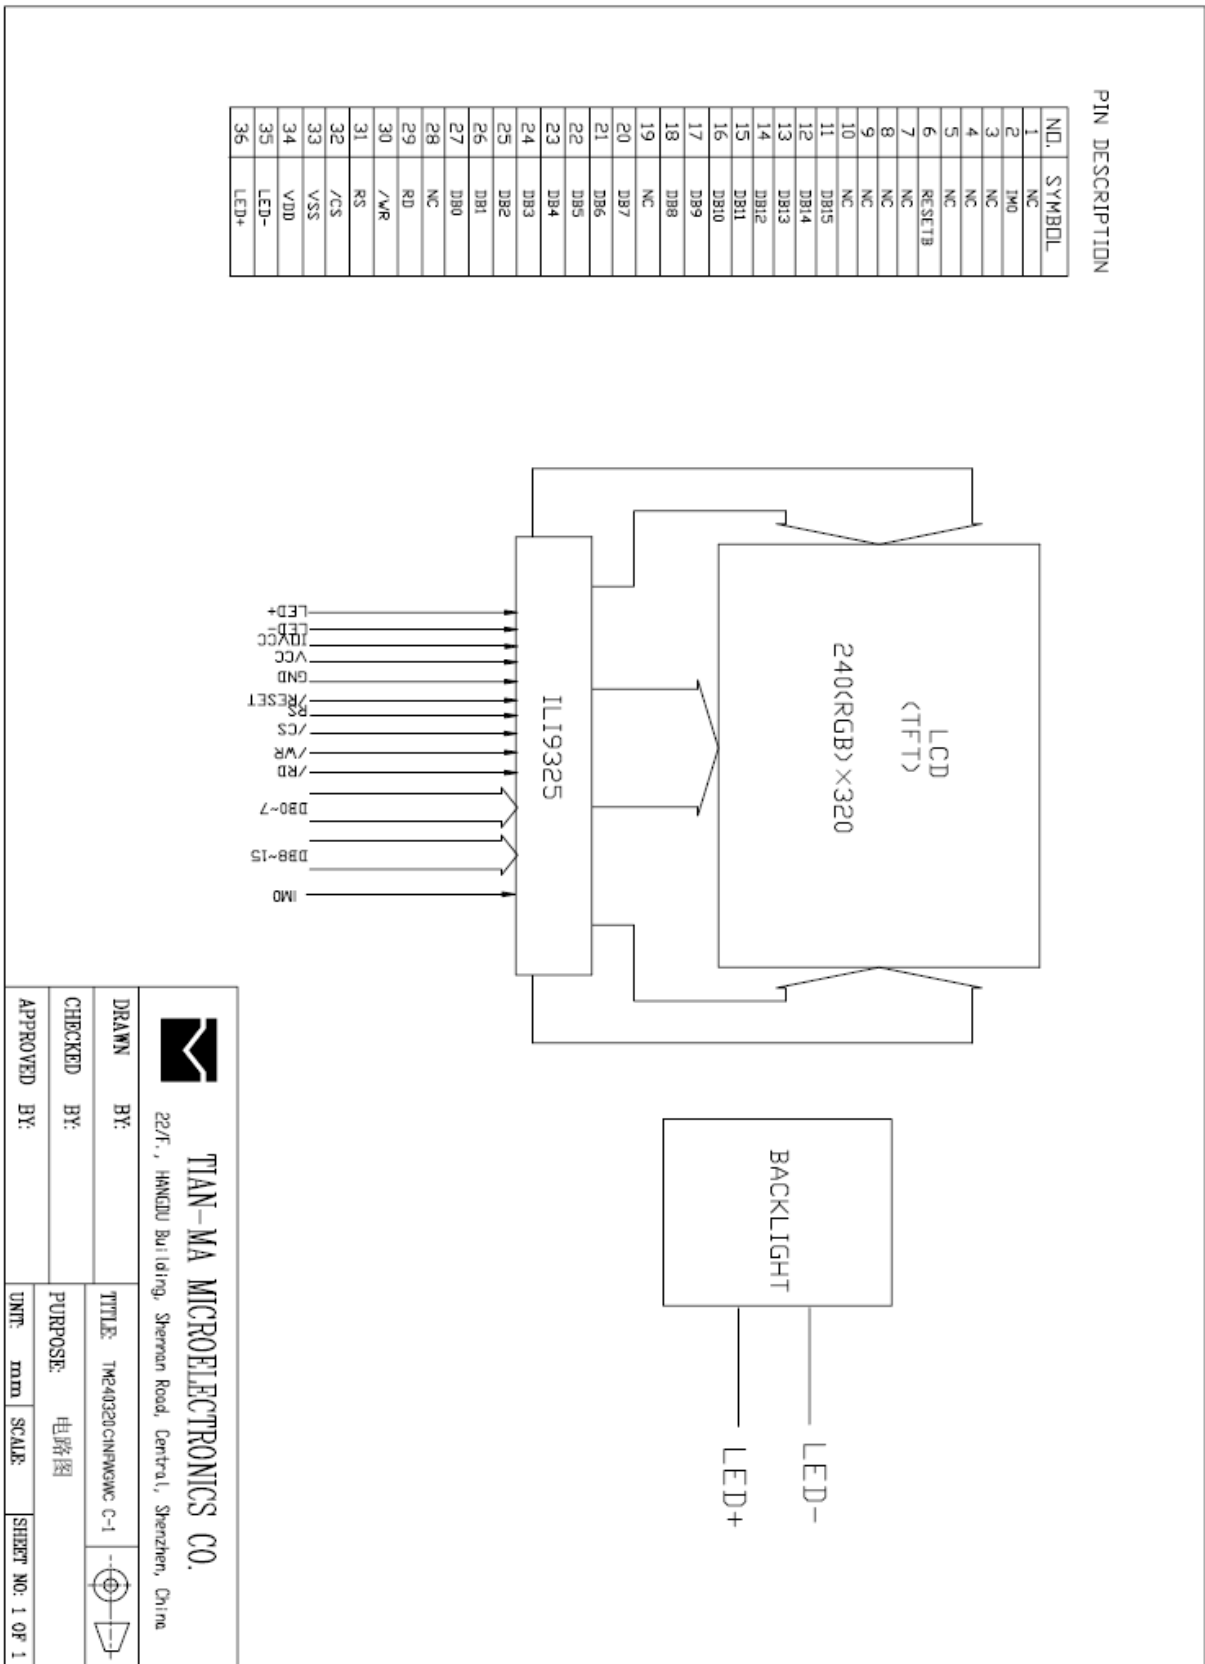 PIN DESCRIPTION
NO. SYMBOL
1 NC
2 IM0
3 NC
4 NC
5 NC
6 RESETB
7 NC
8 NC
9 NC
10 NC
11 DB15
12 DB14
13 DB13
14 DB12
15 DB11
16 DB10
17 DB9
18 DB8
19 NC
20 DB7
21 DB6
22 DB5
23 DB4
24 DB3
25 DB2
26 DB1
27 DB0
28 NC
29 RD
30 /WR
31 RS
32 /CS
33 VSS
34 VDD
35 LED-
36 LED+
LCD
(TFT)
240(RGB)×320
ILI9325
LED+
LED-
IOVCC
VCC
GND
/RESET
RS
/CS
/WR
/RD
DB0~7
DB8~15
IM0
BACKLIGHT
LED-
LED+
TIAN-MA MICROELECTRONICS CO.
22/F., HANGDU Building, Shennan Road, Central, Shenzhen, China
DRAWN BY:
CHECKED BY:
APPROVED BY:
TITLE: TM240320C1NFWGWC C-1
PURPOSE: 电路图
UNIT: mm SCALE: SHEET NO: 1 OF 1